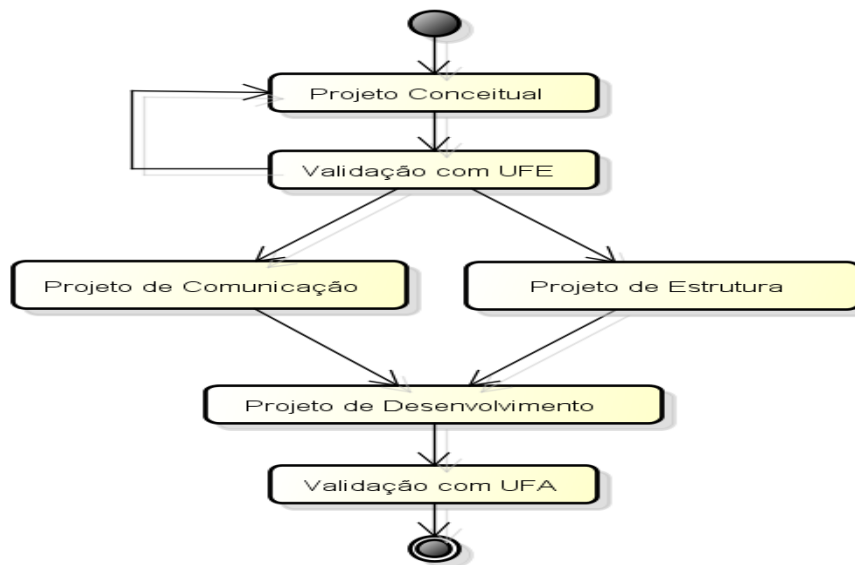 Projeto Conceitual
Validação com UFE
Projeto de Comunicação
Projeto de Estrutura
Projeto de Desenvolvimento
Validação com UFA